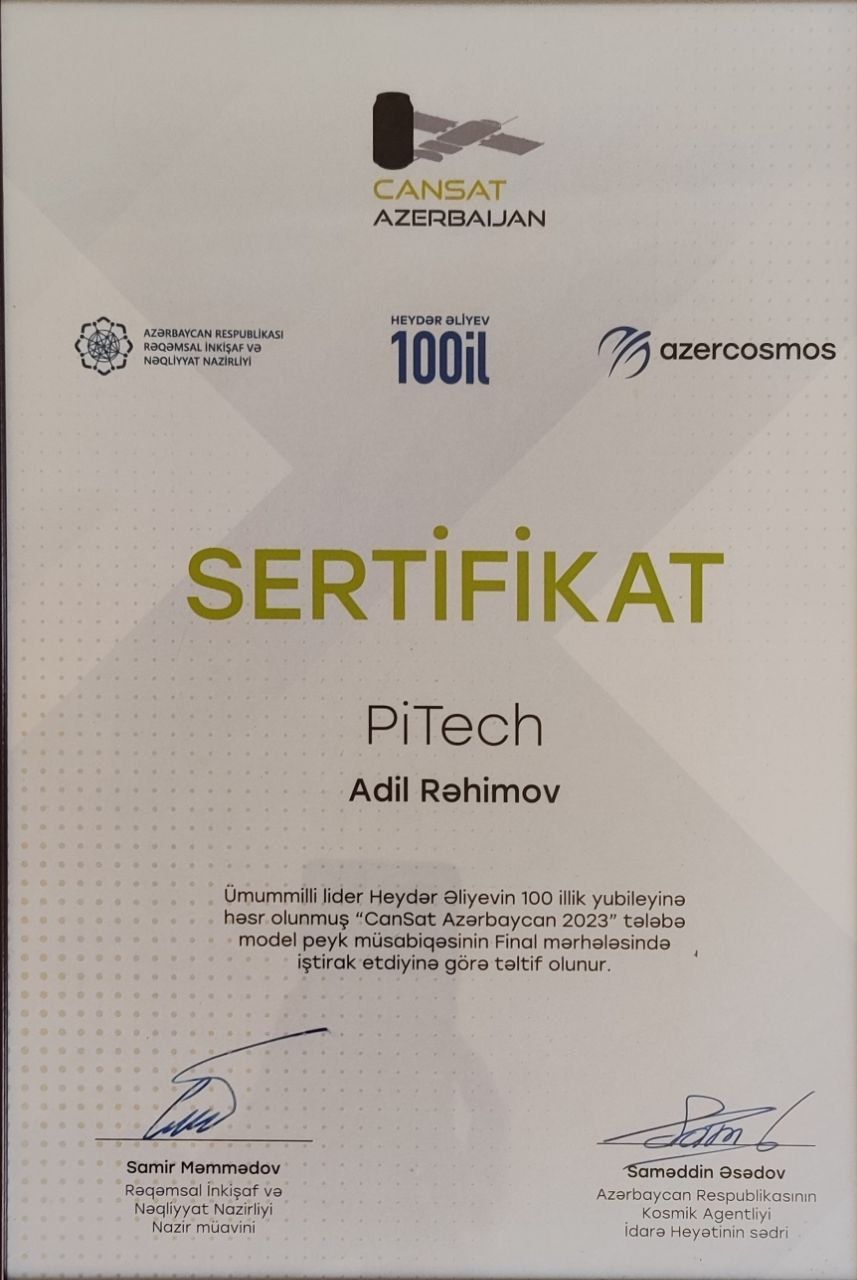 CANSAT
AZERBAIJAN
AZƏRBAYCAN RESPUBLİKASI
RƏQƏMSAL İNKİŞAF VƏ
NƏQLİYYAT NAZİRLİYİ
HEYDƏR ƏLİYEV
100il
azercosmos
SERTİFİKAT
PiTech
Adil Rəhimov
Ümummilli lider Heydər Əliyevin 100 illik yubileyinə
həsr olunmuş “CanSat Azərbaycan 2023” tələbə
model peyk müsabiqəsinin Final mərhələsində
iştirak etdiyinə görə təltif olunur.
Samir Məmmədov
Rəqəmsal İnkişaf və
Nəqliyyat Nazirliyi
Nazir müavini
Səməddin Əsədov
Azərbaycan Respublikasının
Kosmik Agentliyi
İdarə Heyətinin sədri